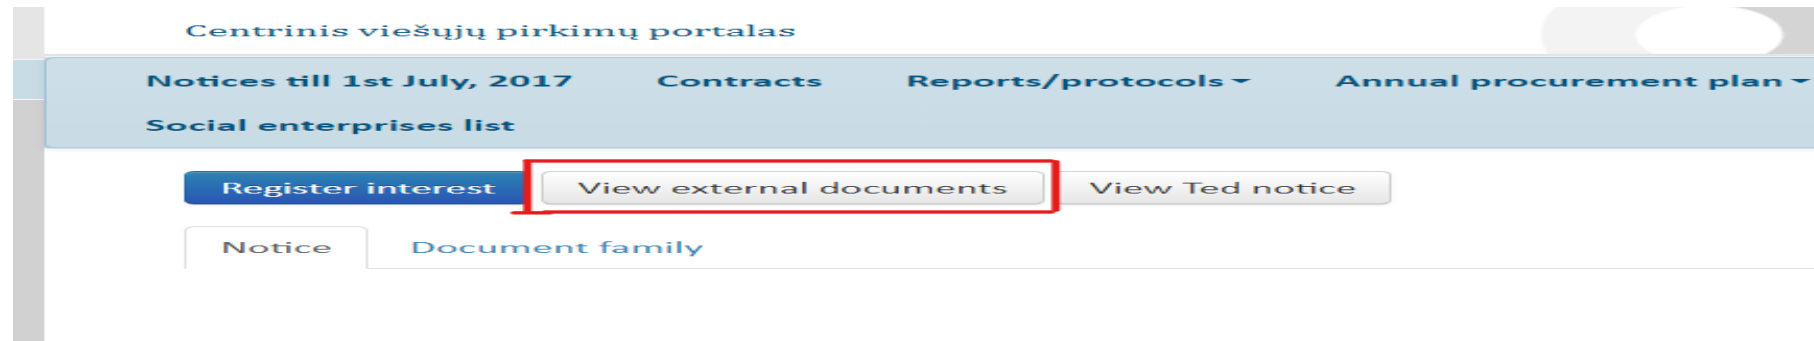 Centrinis viešųjų pirkimų portalas
Notices till 1st July, 2017 Contracts Reports/protocols Annual procurement plan
Social enterprises list
Register interest View external documents View Ted notice
Notice Document family